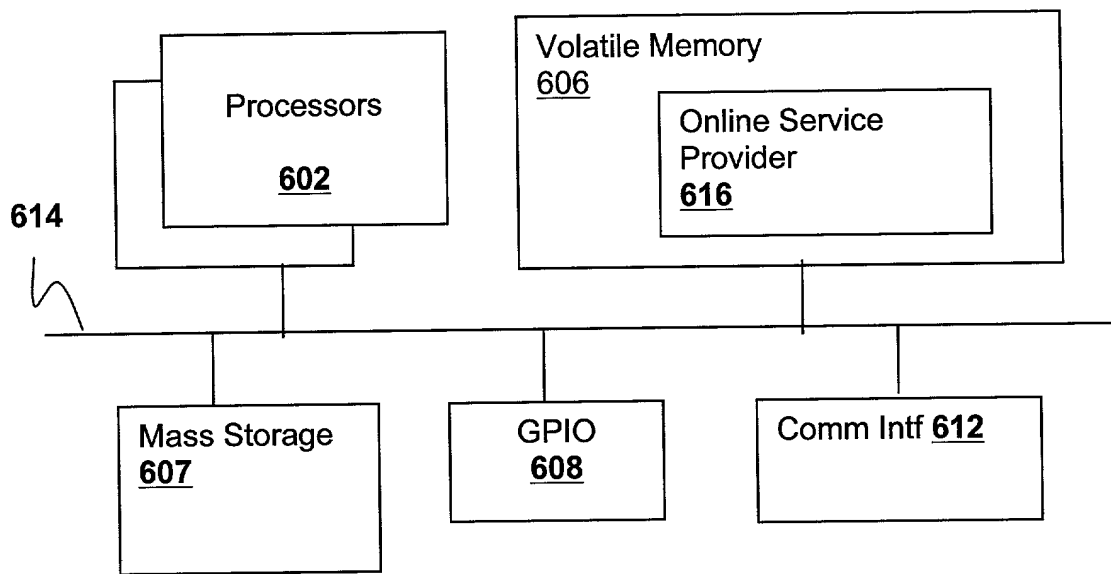 Processors
602
Volatile Memory
606
Online Service
Provider
616
614
Mass Storage
607
GPIO
608
Comm Intf 612